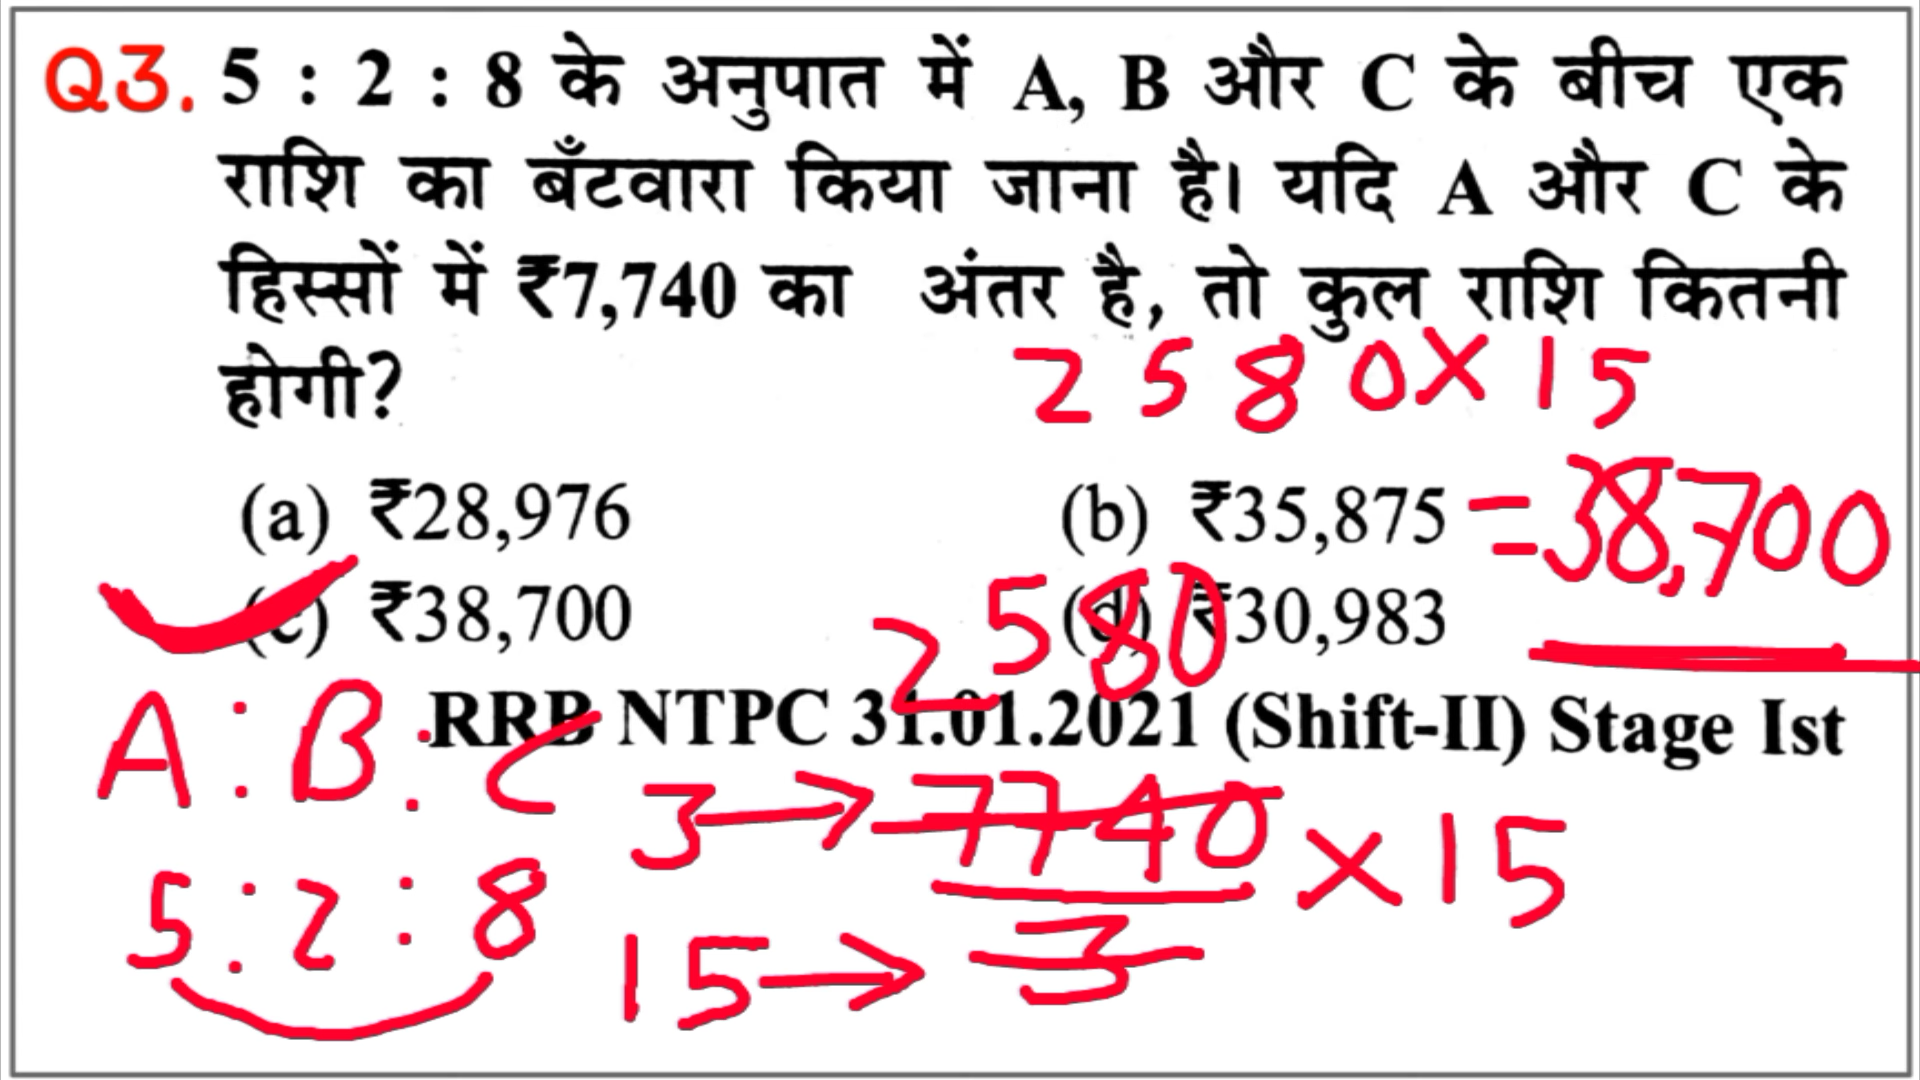 Q3. 5 : 2 : 8 के अनुपात में A, B और C के बीच एक
राशि का बँटवारा किया जाना है। यदि A और C के
हिस्सों में ₹7,740 का अंतर है, तो कुल राशि कितनी
होगी?
2580×15
(a) ₹28,976
(b) ₹35,875
=38,700
(c) ₹38,700
(d) ₹30,983
2580
RRB NTPC 31.01.2021 (Shift-II) Stage Ist
A : B : C
3→7740 × 15
5:2:8
15→ 3